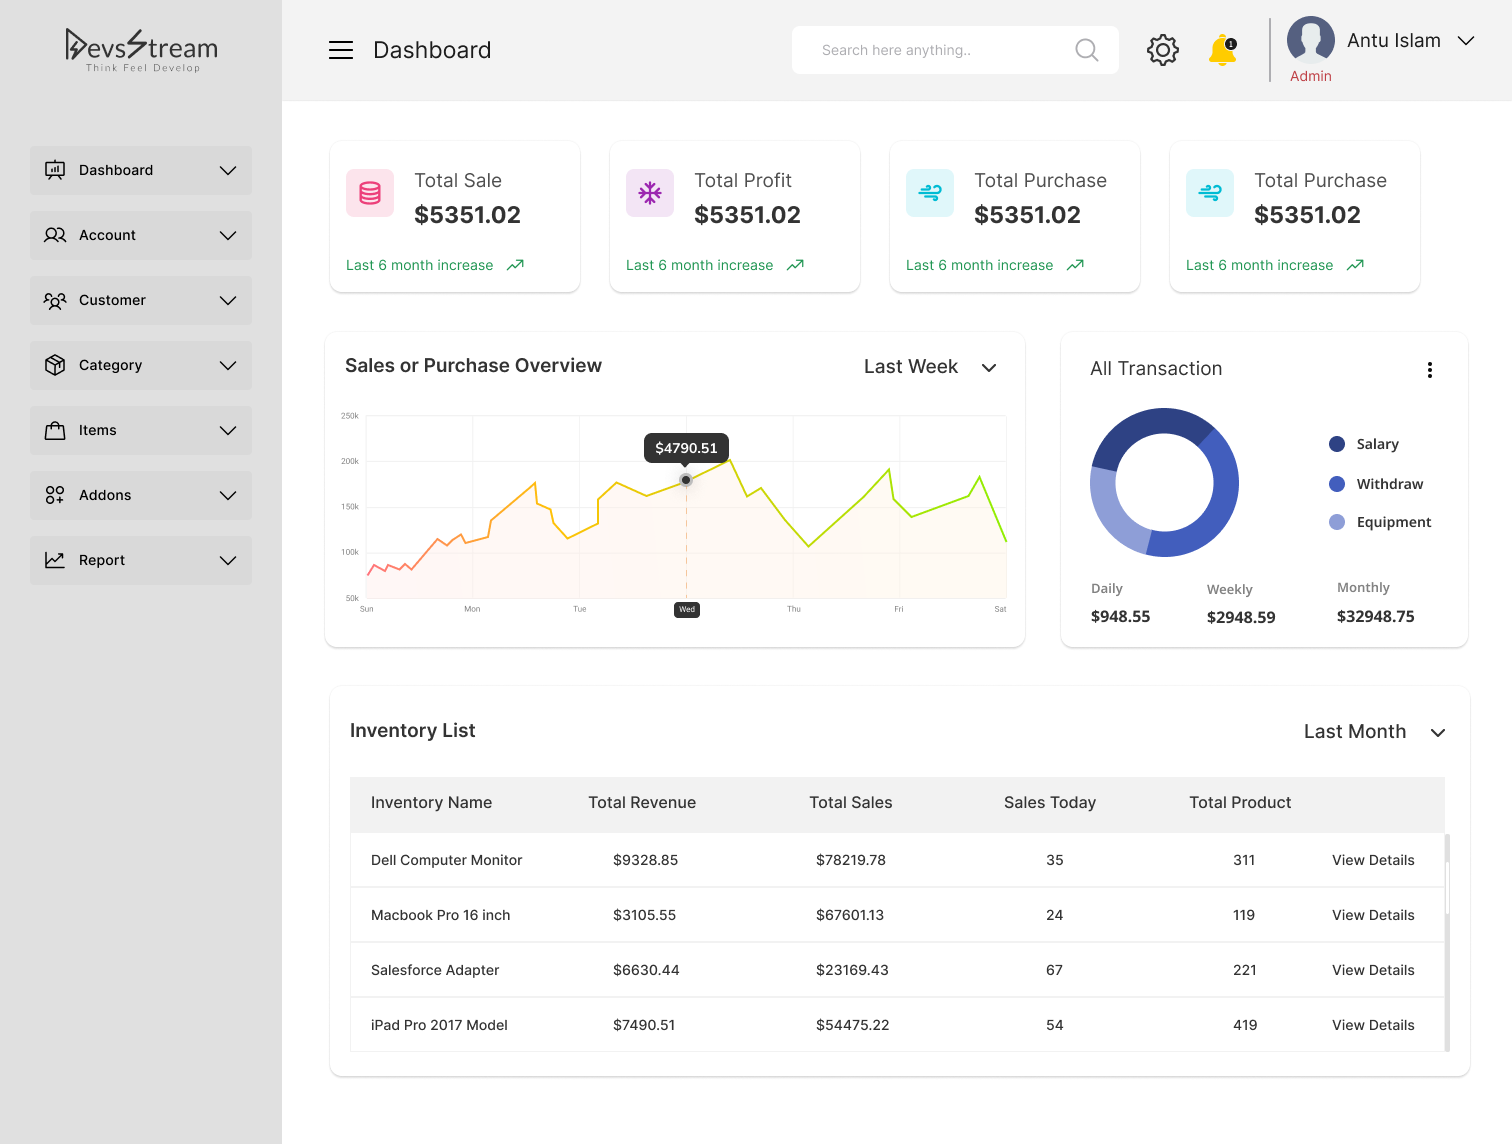 DevsStream
Think Feel Develop
Dashboard
Search here anything..
1
Antu Islam
Admin
Dashboard
Account
Customer
Category
Items
Addons
Report
Total Sale
$5351.02
Last 6 month increase
Total Profit
$5351.02
Last 6 month increase
Total Purchase
$5351.02
Last 6 month increase
Total Purchase
$5351.02
Last 6 month increase
Sales or Purchase Overview
Last Week
250k
200k
150k
100k
50k
$4790.51
Sun Mon Tue Wed Thu Fri Sat
All Transaction
Salary
Withdraw
Equipment
Daily
$948.55
Weekly
$2948.59
Monthly
$32948.75
Inventory List
Last Month
Inventory Name Total Revenue Total Sales Sales Today Total Product
Dell Computer Monitor $9328.85 $78219.78 35 311 View Details
Macbook Pro 16 inch $3105.55 $67601.13 24 119 View Details
Salesforce Adapter $6630.44 $23169.43 67 221 View Details
iPad Pro 2017 Model $7490.51 $54475.22 54 419 View Details